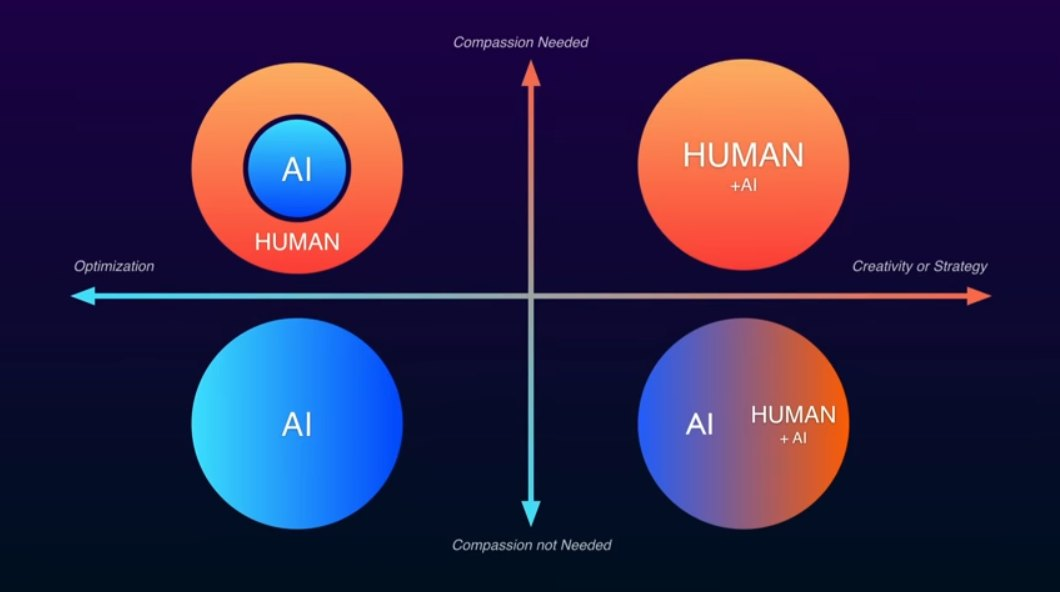 Compassion Needed
AI
HUMAN
HUMAN
+AI
Optimization
Creativity or Strategy
AI
AI
HUMAN
+ AI
Compassion not Needed